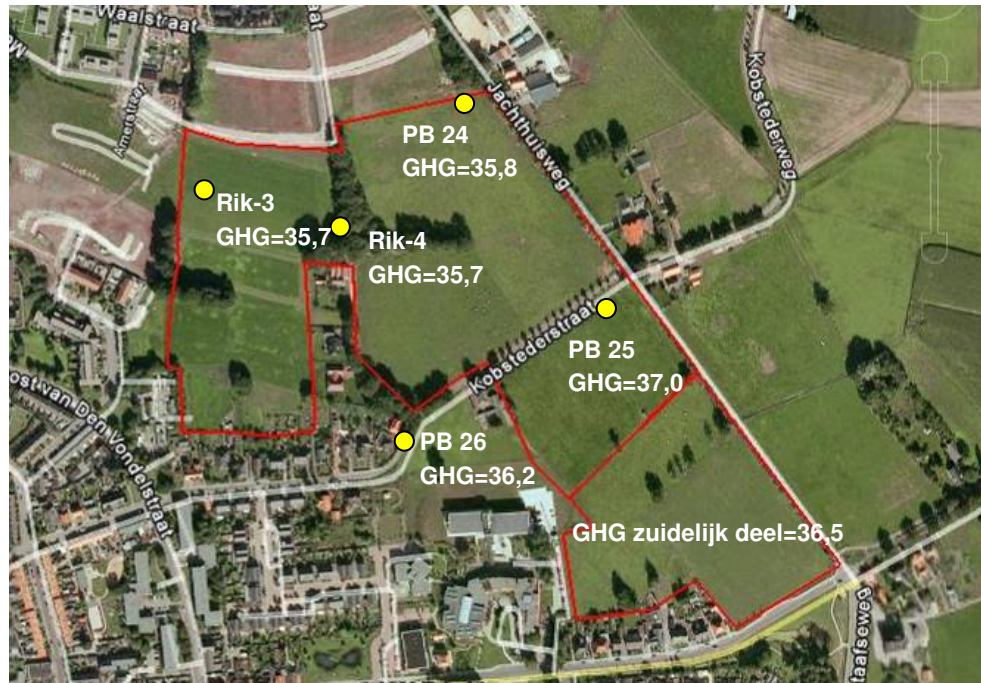 Waalstraat
Amerstraat
Jachthuisweg
Kobstederweg
PB 24
GHG=35,8
Rik-3
GHG=35,7
Rik-4
GHG=35,7
Kobstederstraat
PB 25
GHG=37,0
PB 26
GHG=36,2
oost van Den Vondelstraat
GHG zuidelijk deel=36,5
taafseweg